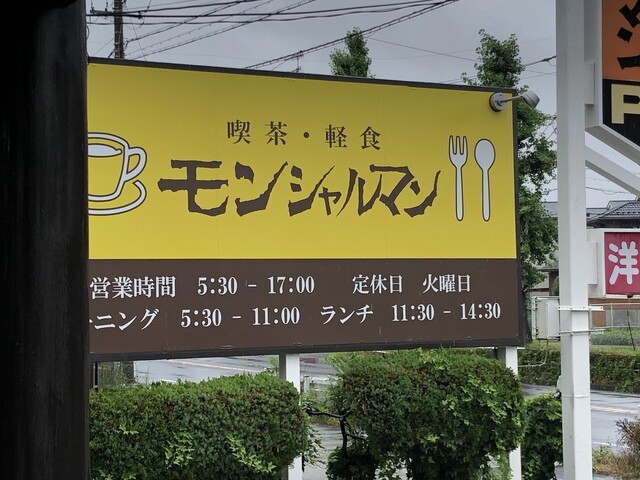 喫茶・軽食
モンシャルマン
営業時間 5:30 - 17:00 定休日 火曜日
ーニング 5:30 - 11:00 ランチ 11:30 - 14:30
P
洋